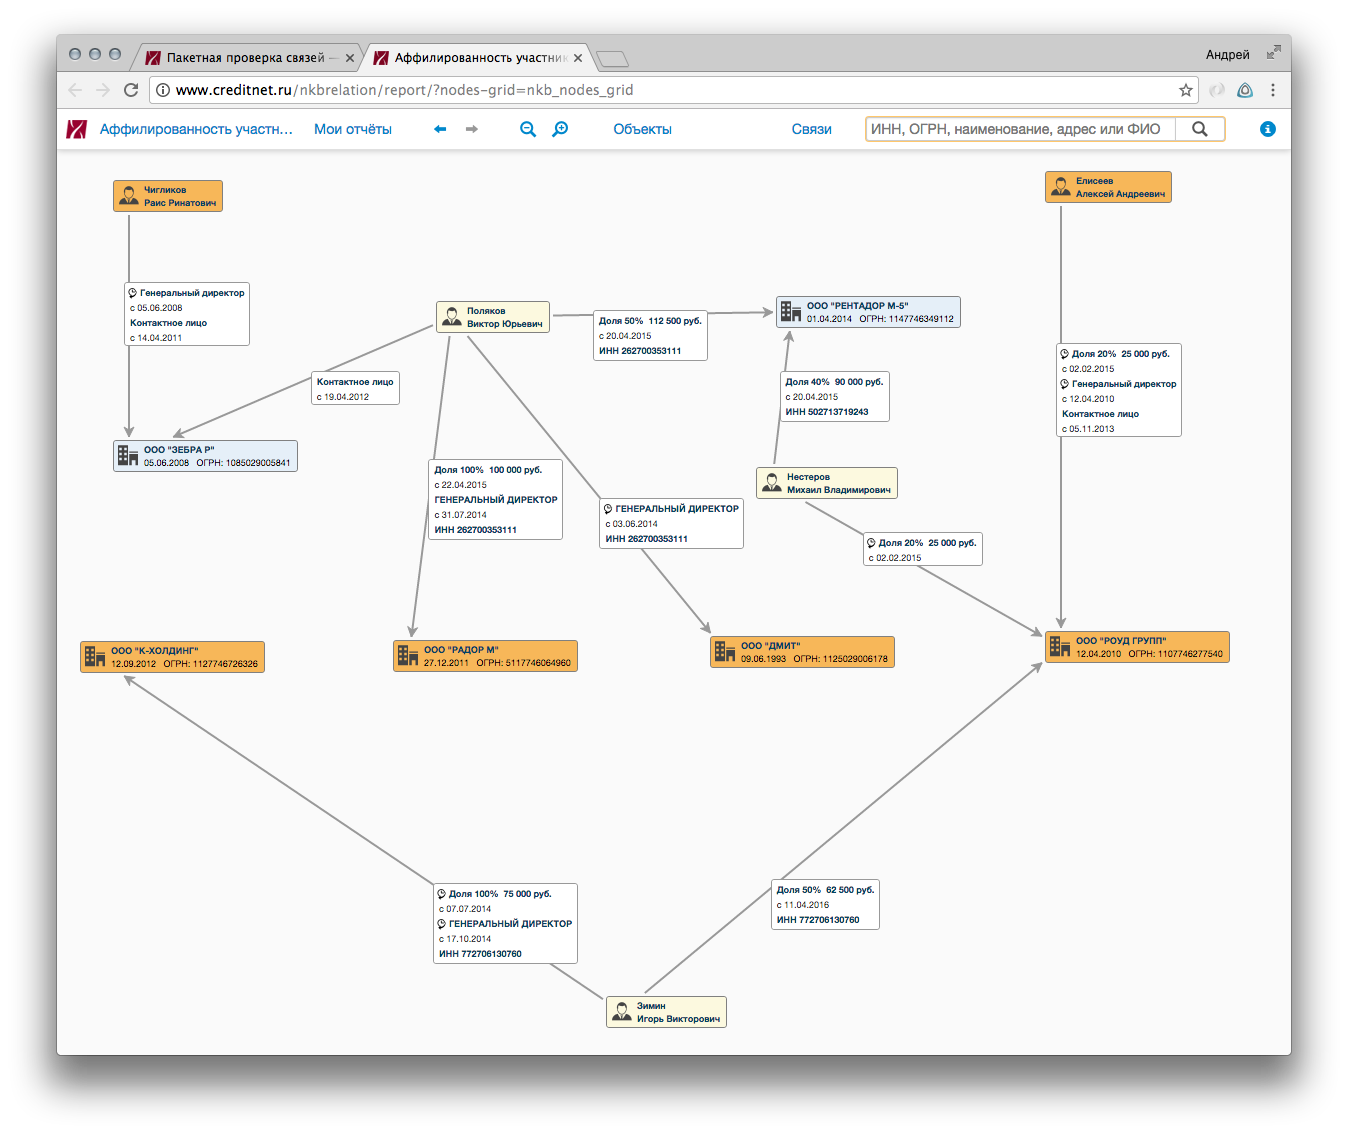 Пакетная проверка связей —
Аффилированность участник
Андрей
www.creditnet.ru/nkbrelation/report/?nodes-grid=nkb_nodes_grid
Аффилированность участн...
Мои отчёты
Объекты
Связи
ИНН, ОГРН, наименование, адрес или ФИО
Чигликов
Раис Ринатович
Елисеев
Алексей Андреевич
Генеральный директор
с 05.06.2008
Контактное лицо
с 14.04.2011
Поляков
Виктор Юрьевич
Доля 50% 112 500 руб.
с 20.04.2015
ИНН 262700353111
ООО "РЕНТАДОР М-5"
01.04.2014 ОГРН: 1147746349112
Доля 20% 25 000 руб.
с 02.02.2015
Генеральный директор
с 12.04.2010
Контактное лицо
с 05.11.2013
Контактное лицо
с 19.04.2012
Доля 40% 90 000 руб.
с 20.04.2015
ИНН 502713719243
ООО "ЗЕБРА Р"
05.06.2008 ОГРН: 1085029005841
Доля 100% 100 000 руб.
с 22.04.2015
ГЕНЕРАЛЬНЫЙ ДИРЕКТОР
с 31.07.2014
ИНН 262700353111
Нестеров
Михаил Владимирович
ГЕНЕРАЛЬНЫЙ ДИРЕКТОР
с 03.06.2014
ИНН 262700353111
Доля 20% 25 000 руб.
с 02.02.2015
ООО "К-ХОЛДИНГ"
12.09.2012 ОГРН: 1127746726326
ООО "РАДОР М"
27.12.2011 ОГРН: 5117746064960
ООО "ДМИТ"
09.06.1993 ОГРН: 1125029006178
ООО "РОУД ГРУПП"
12.04.2010 ОГРН: 1107746277540
Доля 100% 75 000 руб.
с 07.07.2014
ГЕНЕРАЛЬНЫЙ ДИРЕКТОР
с 17.10.2014
ИНН 772706130760
Доля 50% 62 500 руб.
с 11.04.2016
ИНН 772706130760
Зимин
Игорь Викторович